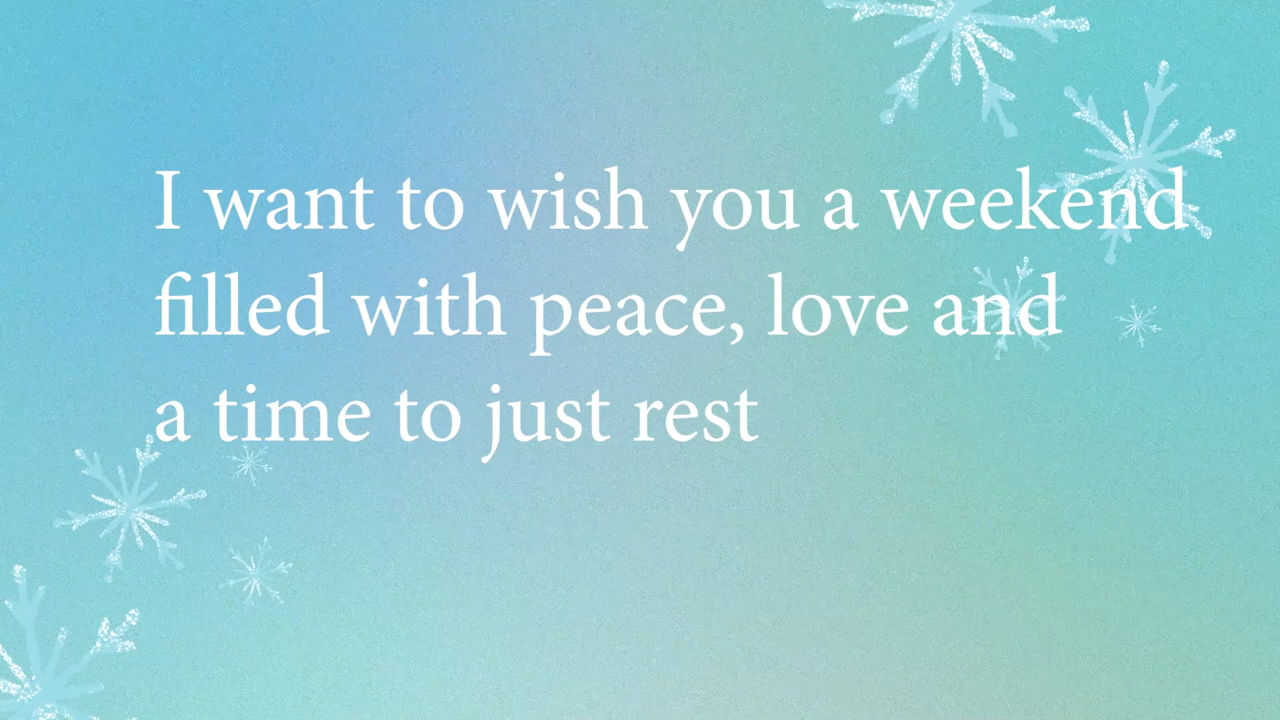 I want to wish you a weekend
filled with peace, love and
a time to just rest